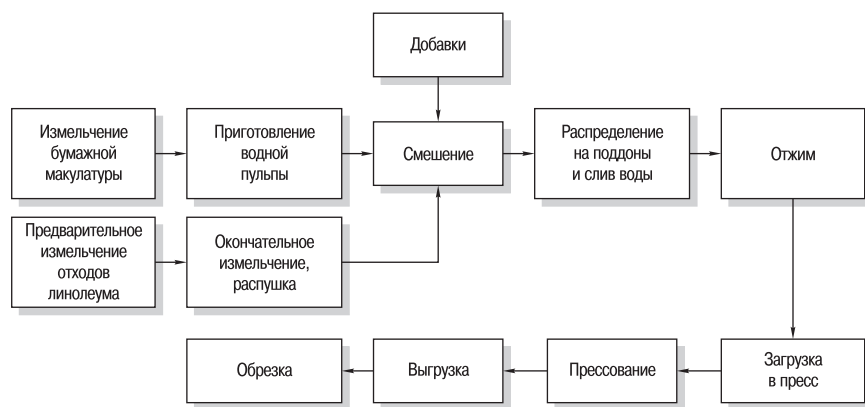 Добавки
Измельчение
бумажной
макулатуры
Приготовление
водной
пульпы
Смешение
Распределение
на поддоны
и слив воды
Отжим
Предварительное
измельчение
отходов
линолеума
Окончательное
измельчение,
распушка
Обрезка
Выгрузка
Прессование
Загрузка
в пресс